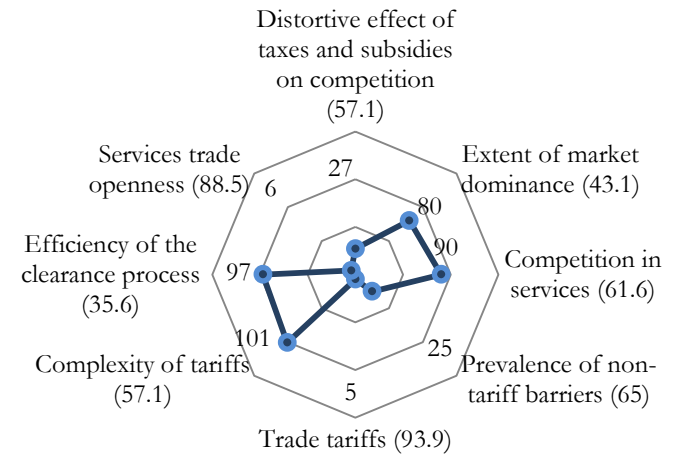 Distortive effect of
taxes and subsidies
on competition
(57.1)
Services trade
openness (88.5)
Extent of market
dominance (43.1)
27
6
80
90
Efficiency of the
clearance process
(35.6)
97
Competition in
services (61.6)
101
25
Complexity of tariffs
(57.1)
Prevalence of non-
tariff barriers (65)
5
Trade tariffs (93.9)